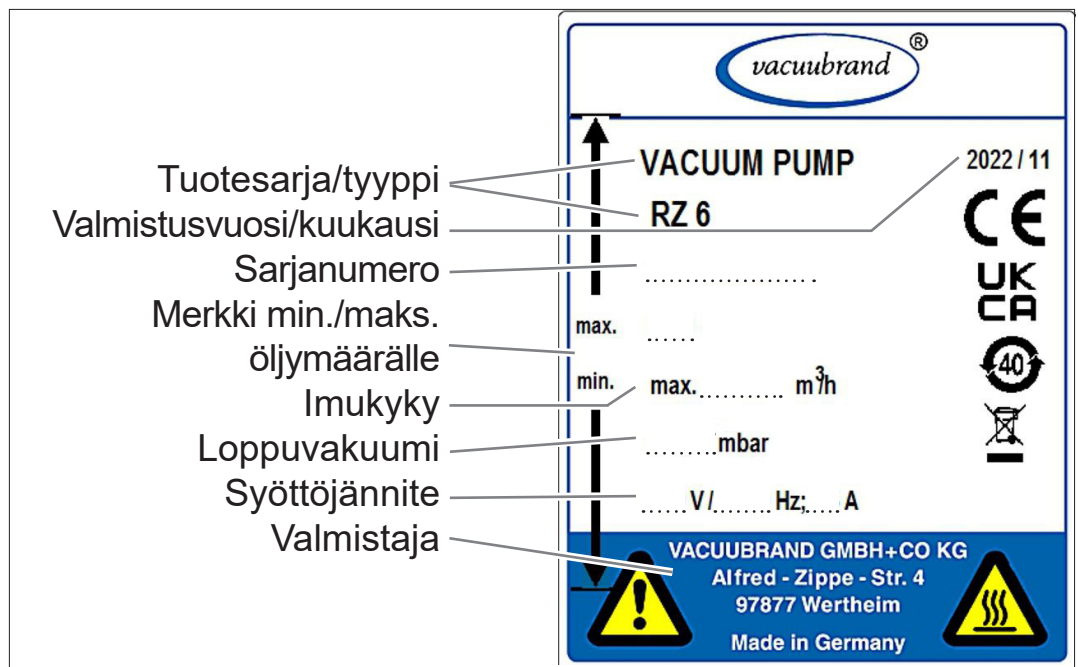 Tuotesarja/tyyppi
Valmistusvuosi/kuukausi
Sarjanumero
Merkki min./maks.
öljymäärälle
Imukyky
Loppuvakuumi
Syöttöjännite
Valmistaja
vacuubrand ®
VACUUM PUMP
2022 / 11
RZ 6
CE
UK
CA
....................
max. ......
40
min. max........... m³/h
........mbar
.....V /....... Hz;.... A
VACUUBRAND GMBH+CO KG
Alfred - Zippe - Str. 4
97877 Wertheim
Made in Germany